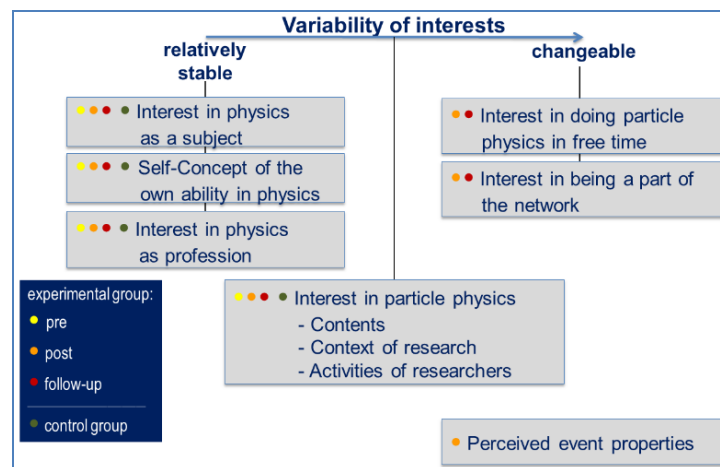 Variability of interests
relatively
stable
changeable
Interest in physics
as a subject
Self-Concept of the
own ability in physics
Interest in physics
as profession
Interest in doing particle
physics in free time
Interest in being a part of
the network
experimental group:
pre
post
follow-up
control group
Interest in particle physics
- Contents
- Context of research
- Activities of researchers
Perceived event properties